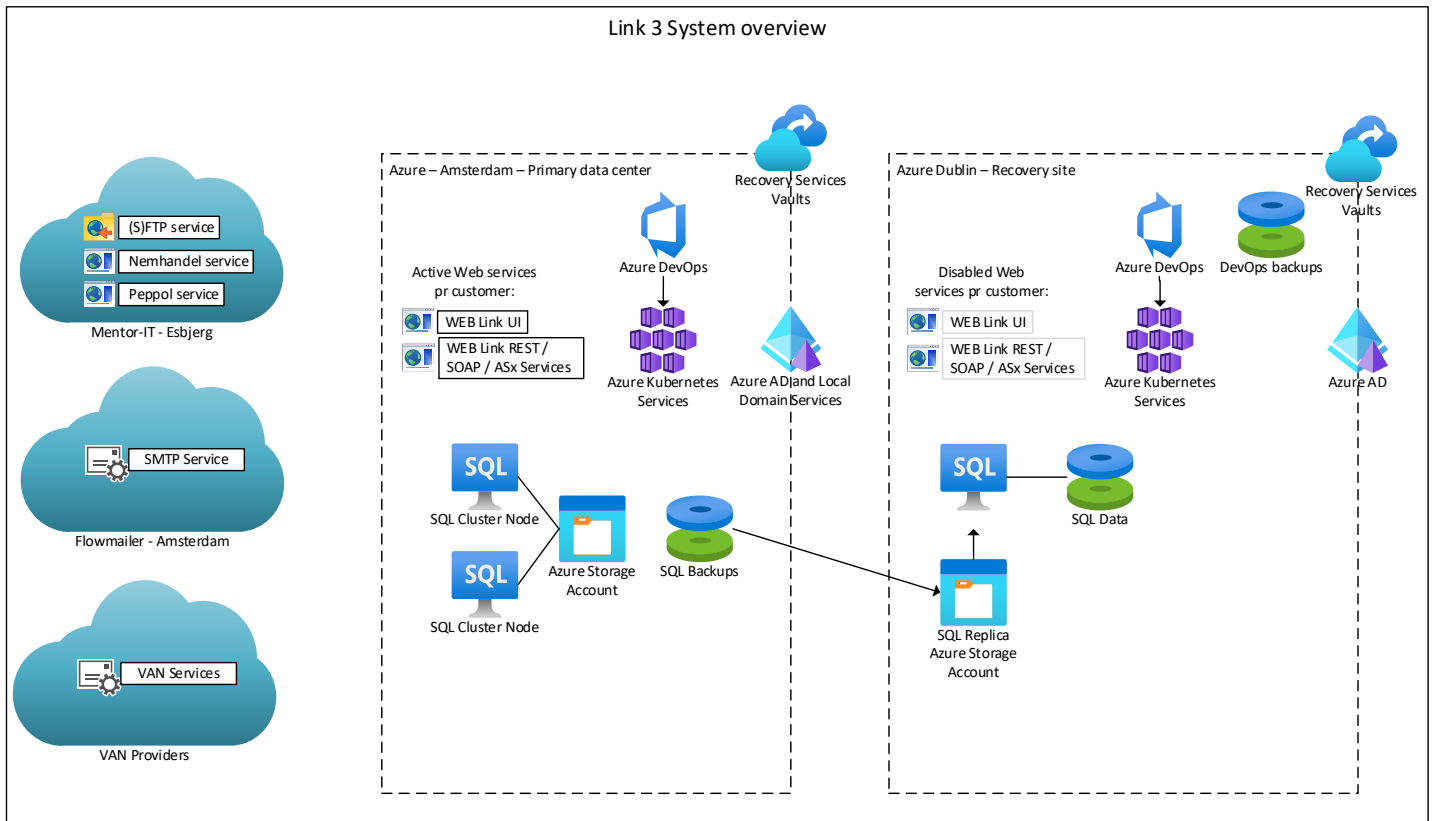 Link 3 System overview
(S)FTP service
Nemhandel service
Peppol service
Mentor-IT - Esbjerg
SMTP Service
Flowmailer - Amsterdam
VAN Services
VAN Providers
Azure – Amsterdam – Primary data center
Recovery Services
Vaults
Azure DevOps
Active Web services
pr customer:
WEB Link UI
WEB Link REST /
SOAP / ASx Services
Azure Kubernetes
Services
Azure AD and Local
Domain Services
SQL
SQL Cluster Node
SQL
SQL Cluster Node
Azure Storage
Account
SQL Backups
Azure Dublin – Recovery site
Recovery Services
Vaults
Azure DevOps
DevOps backups
Disabled Web
services pr customer:
WEB Link UI
WEB Link REST /
SOAP / ASx Services
Azure Kubernetes
Services
Azure AD
SQL
SQL Data
SQL Replica
Azure Storage
Account